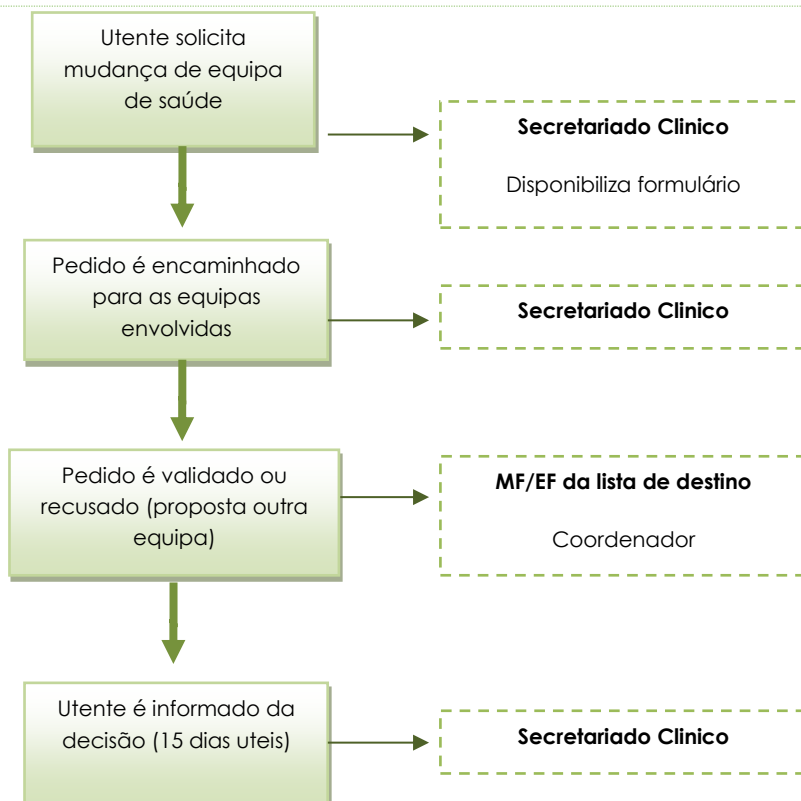 Utente solicita
mudança de equipa
de saúde
Secretariado Clinico
Disponibiliza formulário
Pedido é encaminhado
para as equipas
envolvidas
Secretariado Clinico
Pedido é validado ou
recusado (proposta outra
equipa)
MF/EF da lista de destino
Coordenador
Utente é informado da
decisão (15 dias uteis)
Secretariado Clinico